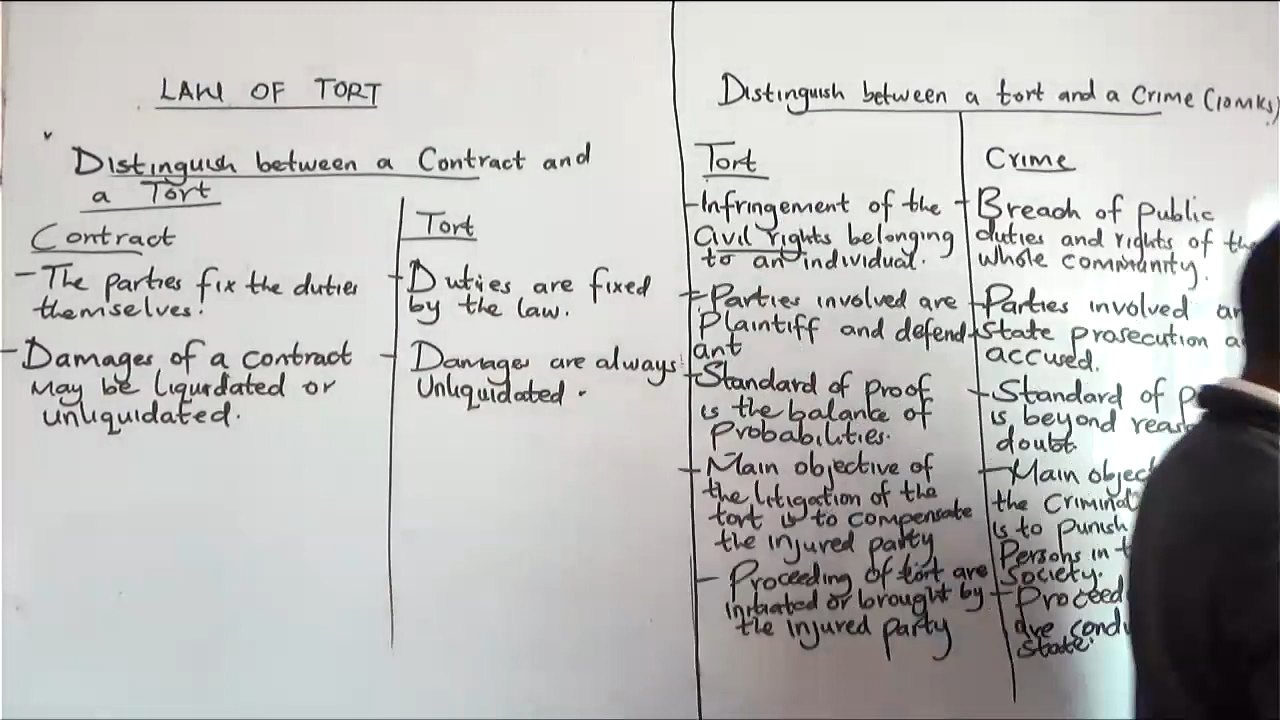 LAW OF TORT
Distinguish between a Contract and
a Tort
Contract
- The parties fix the duties
themselves.
- Damages of a contract
may be liquidated or
unliquidated.
Tort
- Duties are fixed
by the law.
- Damages are always
Unliquidated.
Distinguish between a tort and a Crime (10mks)
Tort
- Infringement of the
Civil rights belonging
to an individual.
- Parties involved are
Plaintiff and defend
ant
- Standard of proof
is the balance of
Probabilities.
- Main objective of
the litigation of the
tort is to compensate
the injured party
- Proceeding of tort are
initiated or brought by
the injured party
Crime
- Breach of public
duties and rights of the
whole community.
- Parties involved
State prosecution
accused.
- Standard of
is beyond
doubt.
- Main
the Criminal
is to punish
Persons in
society.
-
are
state.